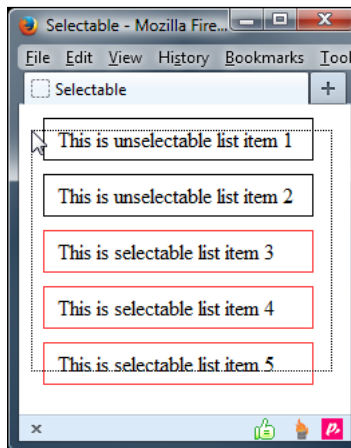 Selectable - Mozilla Fire...
File Edit View History Bookmarks Tool
Selectable
This is unselectable list item 1
This is unselectable list item 2
This is selectable list item 3
This is selectable list item 4
This is selectable list item 5